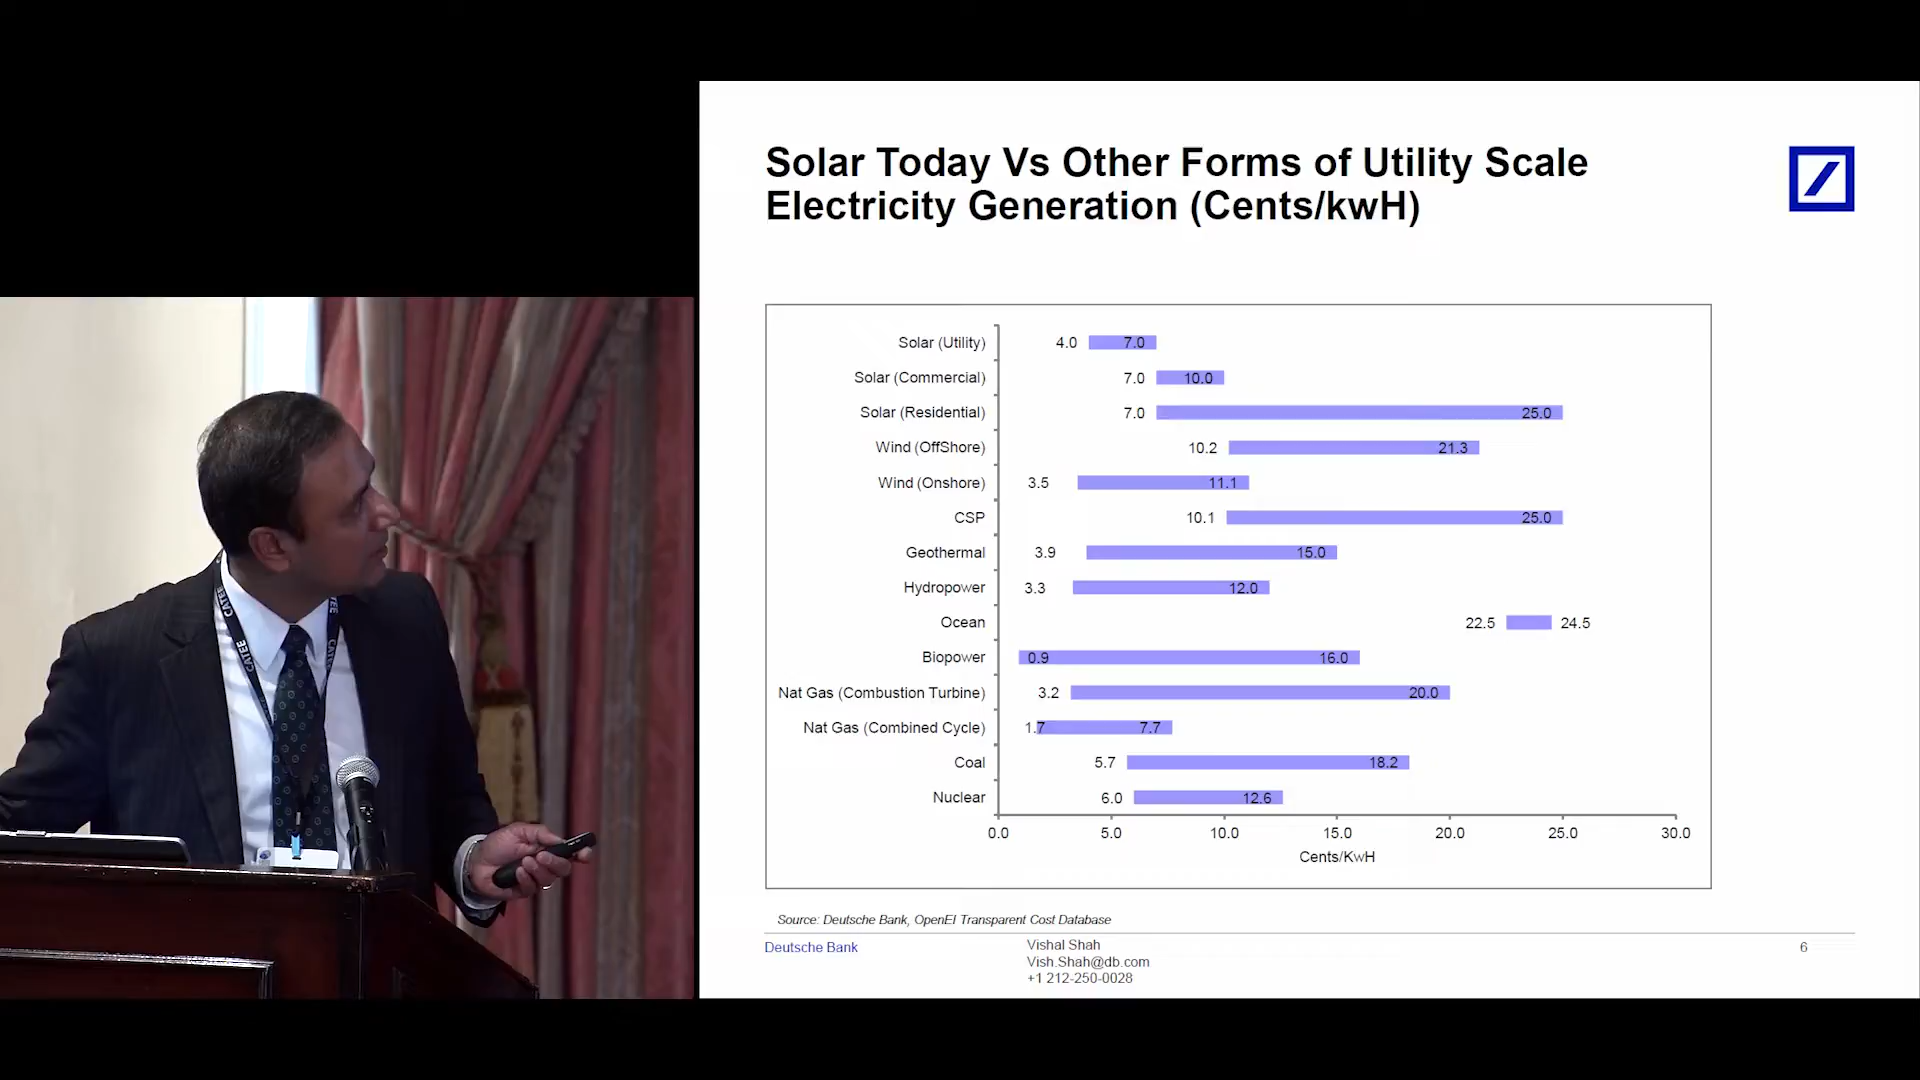 Solar Today Vs Other Forms of Utility Scale
Electricity Generation (Cents/kwH)
Solar (Utility) 4.0 7.0
Solar (Commercial) 7.0 10.0
Solar (Residential) 7.0 25.0
Wind (OffShore) 10.2 21.3
Wind (Onshore) 3.5 11.1
CSP 10.1 25.0
Geothermal 3.9 15.0
Hydropower 3.3 12.0
Ocean 22.5 24.5
Biopower 0.9 16.0
Nat Gas (Combustion Turbine) 3.2 20.0
Nat Gas (Combined Cycle) 1.7 7.7
Coal 5.7 18.2
Nuclear 6.0 12.6
0.0 5.0 10.0 15.0 20.0 25.0 30.0
Cents/KwH
Source: Deutsche Bank, OpenEI Transparent Cost Database
Deutsche Bank
Vishal Shah
Vish.Shah@db.com
+1 212-250-0028
6
CATEE
CATEE
CATEE